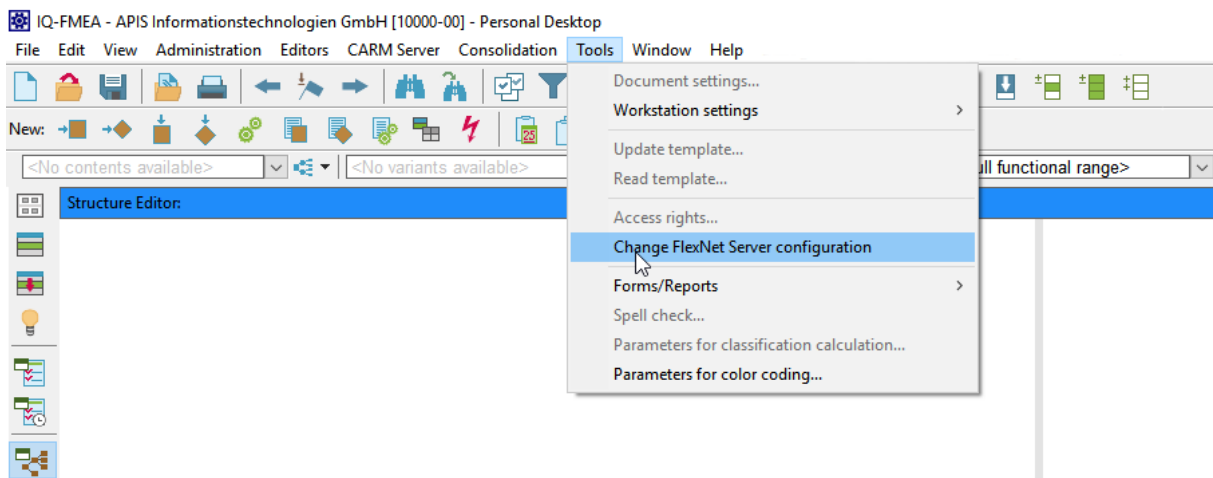 IQ-FMEA - APIS Informationstechnologien GmbH [10000-00] - Personal Desktop
File Edit View Administration Editors CARM Server Consolidation Tools Window Help
Document settings...
Workstation settings
New:
25
Update template...
<No contents available> <No variants available> ull functional range>
Read template...
Structure Editor:
Access rights...
Change FlexNet Server configuration
Forms/Reports
Spell check...
Parameters for classification calculation...
Parameters for color coding...